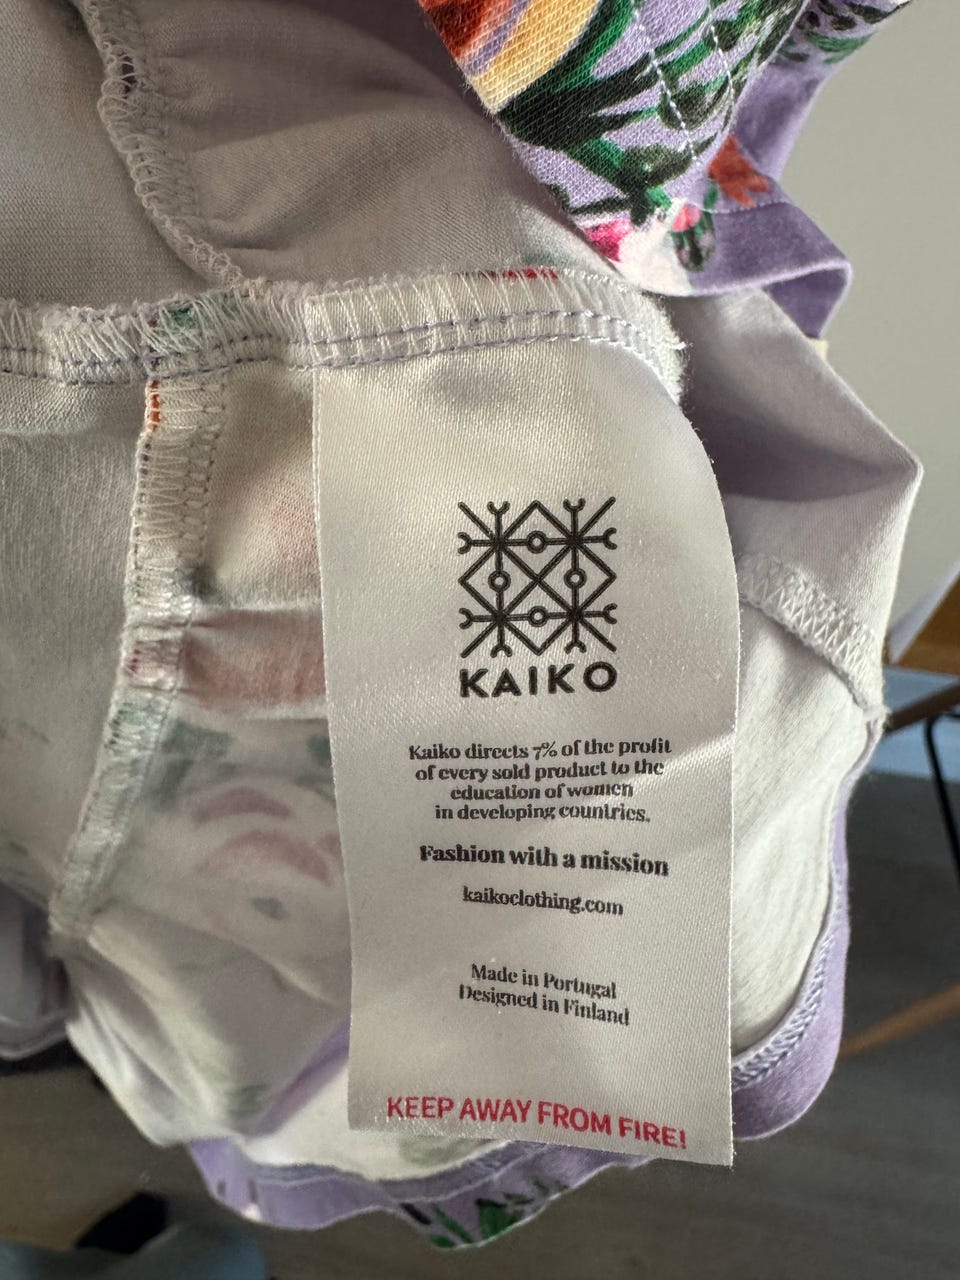 KAIKO
Kaiko directs 7% of the profit
of every sold product to the
education of women
in developing countries.
Fashion with a mission
kaikoclothing.com
Made in Portugal
Designed in Finland
KEEP AWAY FROM FIRE!